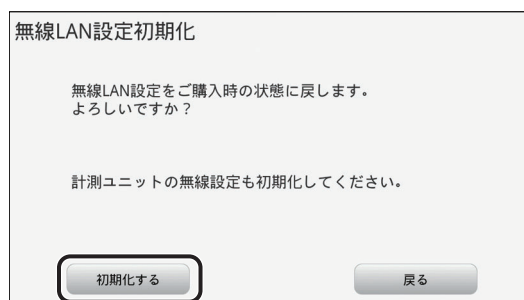 無線LAN設定初期化
無線LAN設定をご購入時の状態に戻します。
よろしいですか？
計測ユニットの無線設定も初期化してください。
初期化する
戻る